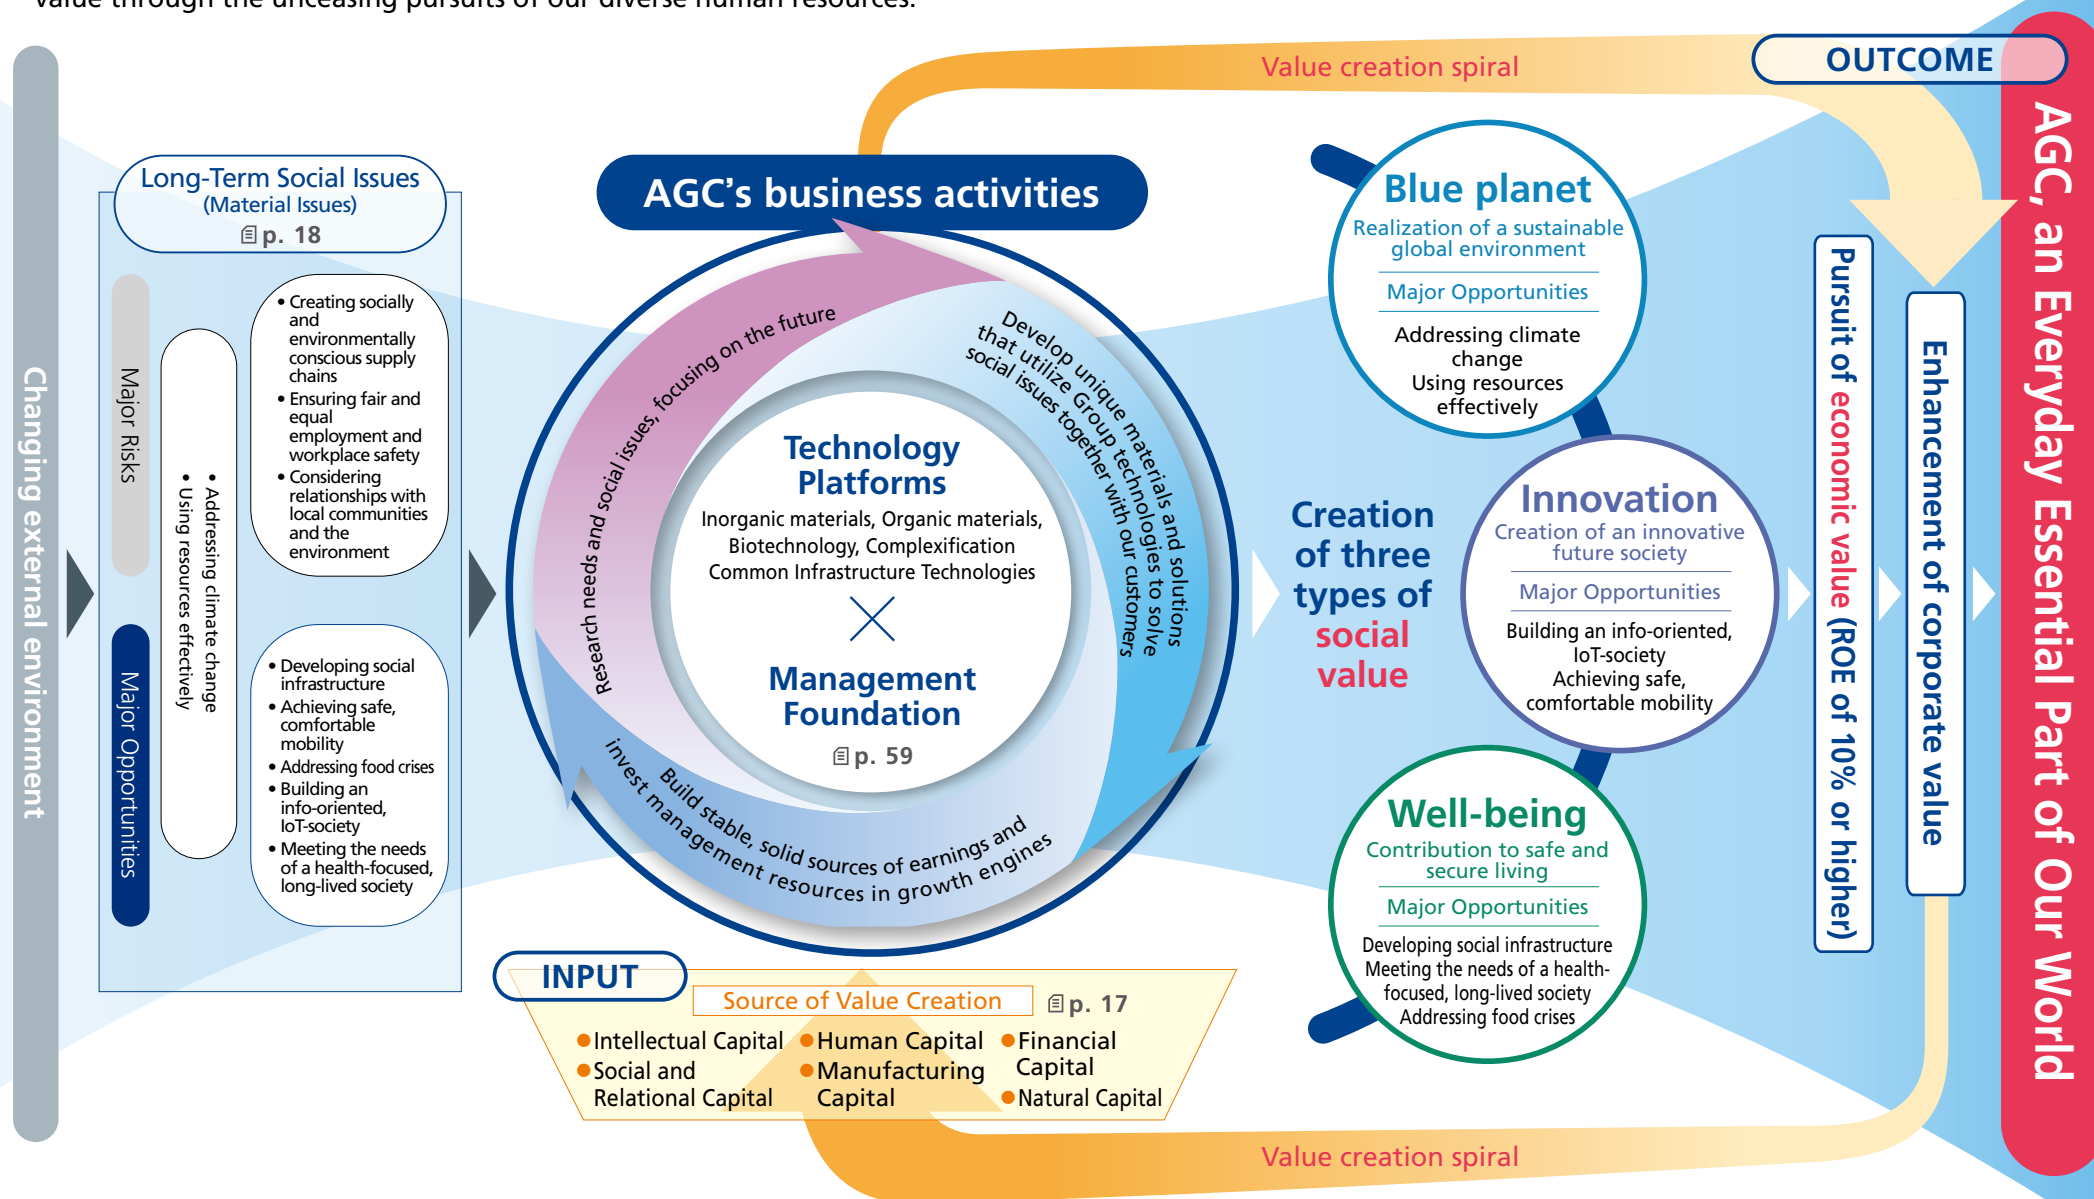 value through the unceasing pursuits of our diverse human resources.
Changing external environment
Long-Term Social Issues
(Material Issues)
p. 18
Major Risks
Major Opportunities
• Addressing climate change
• Using resources effectively
• Creating socially
and
environmentally
conscious supply
chains
• Ensuring fair and
equal
employment and
workplace safety
• Considering
relationships with
local communities
and the
environment
• Developing social
infrastructure
• Achieving safe,
comfortable
mobility
• Addressing food crises
• Building an
info-oriented,
IoT-society
• Meeting the needs
of a health-focused,
long-lived society
AGC’s business activities
Research needs and social issues, focusing on the future
Develop unique materials and solutions
that utilize Group technologies to solve
social issues together with our customers
Build stable, solid sources of earnings and
invest management resources in growth engines
Technology
Platforms
Inorganic materials, Organic materials,
Biotechnology, Complexification
Common Infrastructure Technologies
Management
Foundation
p. 59
INPUT
Source of Value Creation
p. 17
Intellectual Capital
Social and
Relational Capital
Human Capital
Manufacturing
Capital
Financial
Capital
Natural Capital
Value creation spiral
Creation
of three
types of
social
value
Blue planet
Realization of a sustainable
global environment
Major Opportunities
Addressing climate
change
Using resources
effectively
Innovation
Creation of an innovative
future society
Major Opportunities
Building an info-oriented,
IoT-society
Achieving safe,
comfortable mobility
Well-being
Contribution to safe and
secure living
Major Opportunities
Developing social infrastructure
Meeting the needs of a health-
focused, long-lived society
Addressing food crises
Value creation spiral
OUTCOME
Pursuit of economic value (ROE of 10% or higher)
Enhancement of corporate value
AGC, an Everyday Essential Part of Our World